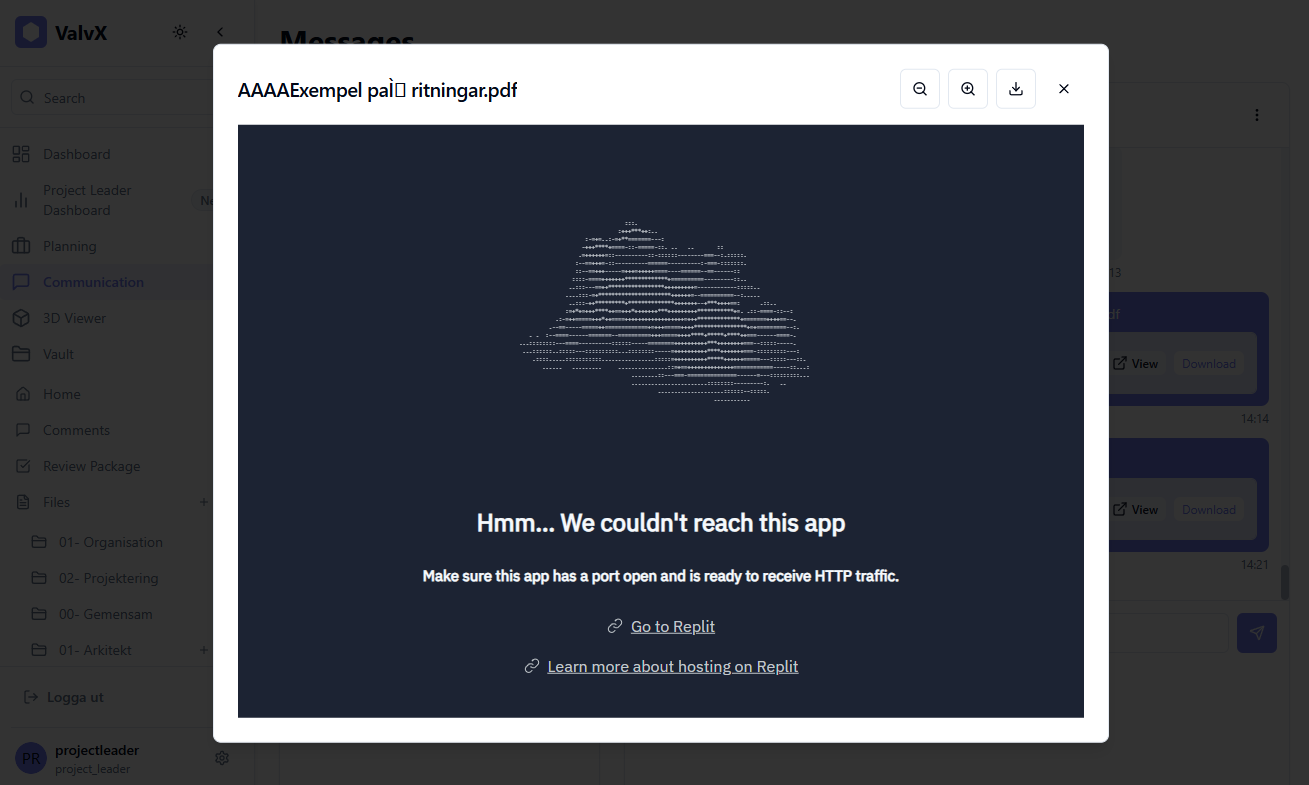 ValvX
Messages
Search
AAAAExempel paÌ ritningar.pdf
Dashboard
Project Leader
Dashboard
Planning
Communication
3D Viewer
Vault
Home
Comments
Review Package
Files
01- Organisation
02- Projektering
00- Gemensam
01- Arkitekt
Logga ut
PR
projectleader
project_leader
Hmm... We couldn't reach this app
Make sure this app has a port open and is ready to receive HTTP traffic.
Go to Replit
Learn more about hosting on Replit
13
df
View
Download
14:14
View
Download
14:21